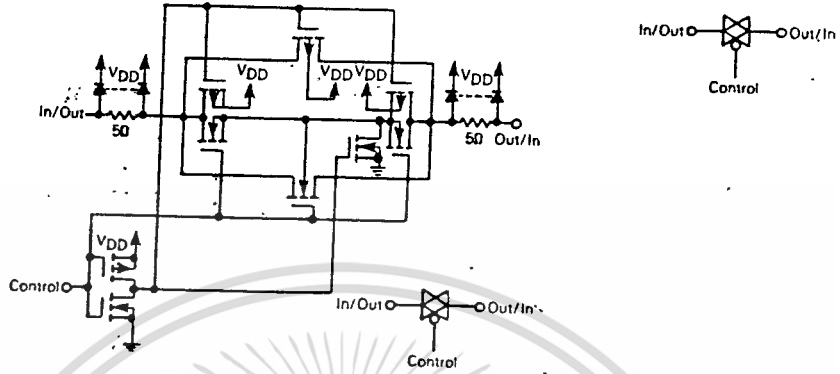 In/Out
Out/In
Control
VDD
VDD
VDD
VDD
In/Out
50
50
Out/In
VDD
Control
In/Out
Out/In
Control